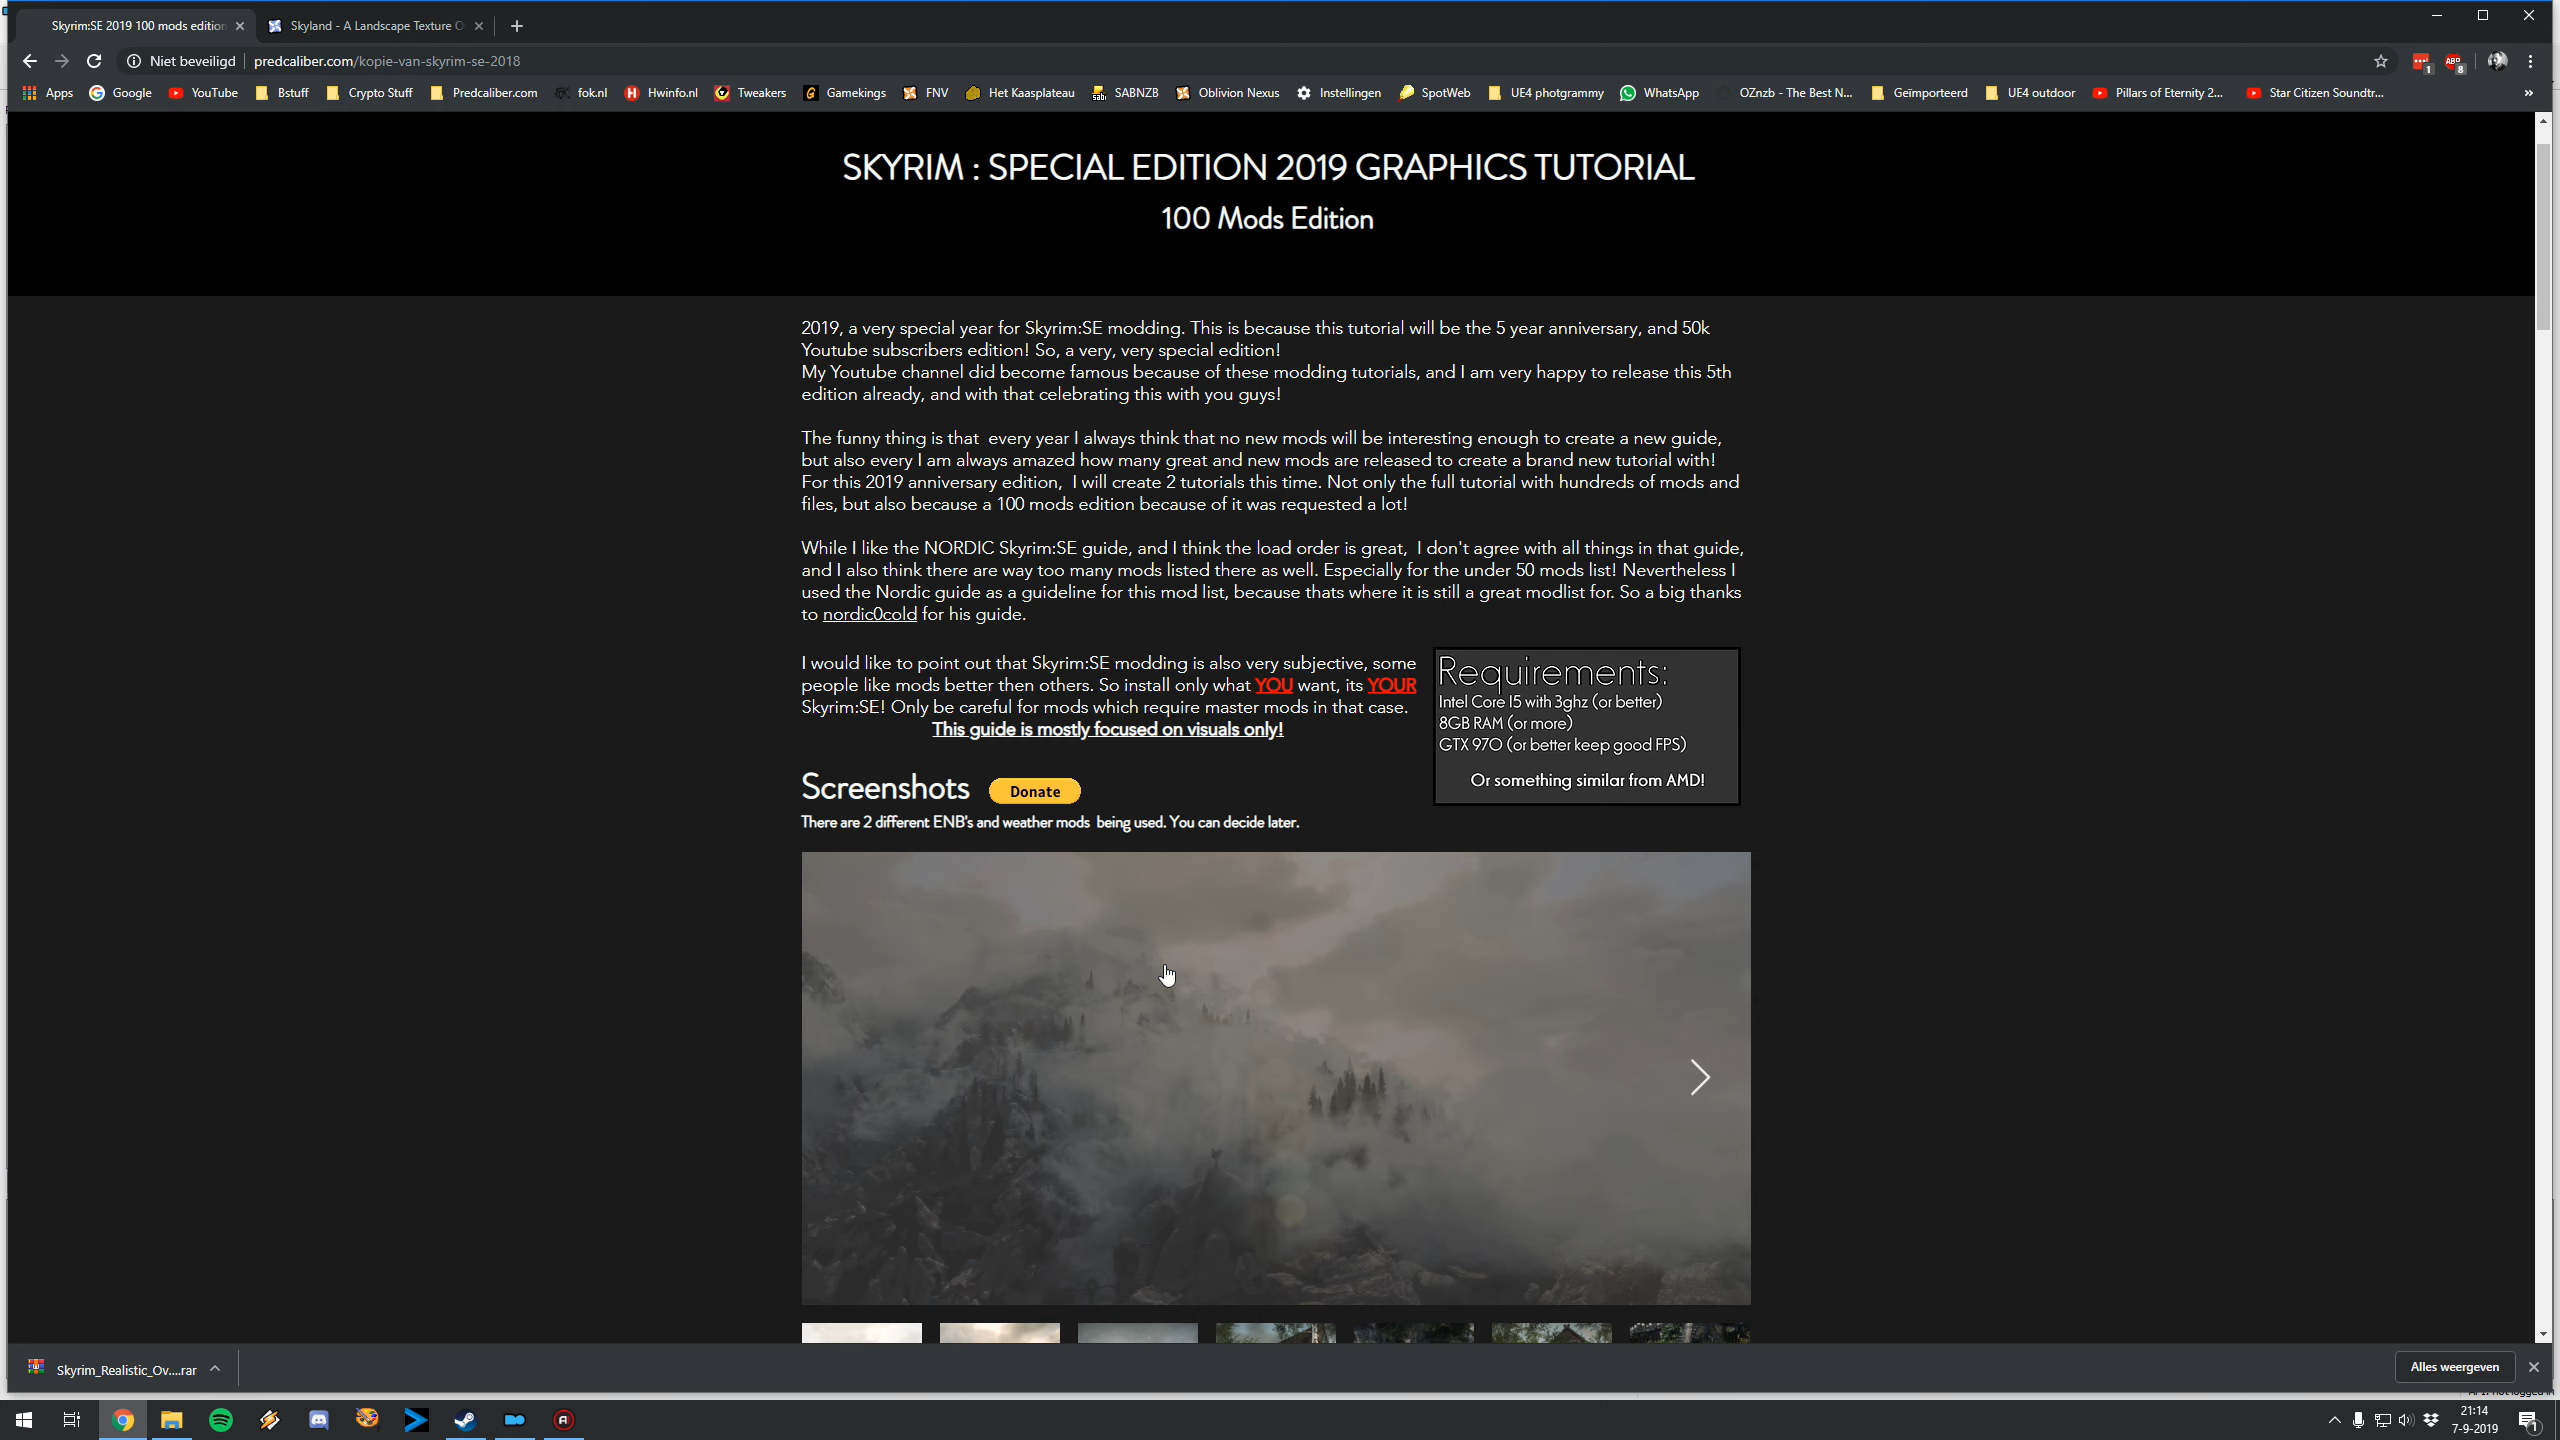 Skyrim:SE 2019 100 mods edition
Skyland - A Landscape Texture O
Niet beveiligd
predcaliber.com/kopie-van-skyrim-se-2018
1
ABP
8
Apps
Google
YouTube
Bstuff
Crypto Stuff
Predcaliber.com
fok.nl
Hwinfo.nl
Tweakers
Gamekings
FNV
Het Kaasplateau
SABNZB
Oblivion Nexus
Instellingen
SpotWeb
UE4 photgrammy
WhatsApp
OZnzb - The Best N...
Geïmporteerd
UE4 outdoor
Pillars of Eternity 2...
Star Citizen Soundtr...
SKYRIM : SPECIAL EDITION 2019 GRAPHICS TUTORIAL
100 Mods Edition
2019, a very special year for Skyrim:SE modding. This is because this tutorial will be the 5 year anniversary, and 50k
Youtube subscribers edition! So, a very, very special edition!
My Youtube channel did become famous because of these modding tutorials, and I am very happy to release this 5th
edition already, and with that celebrating this with you guys!
The funny thing is that every year I always think that no new mods will be interesting enough to create a new guide,
but also every I am always amazed how many great and new mods are released to create a brand new tutorial with!
For this 2019 anniversary edition, I will create 2 tutorials this time. Not only the full tutorial with hundreds of mods and
files, but also because a 100 mods edition because of it was requested a lot!
While I like the NORDIC Skyrim:SE guide, and I think the load order is great, I don't agree with all things in that guide,
and I also think there are way too many mods listed there as well. Especially for the under 50 mods list! Nevertheless I
used the Nordic guide as a guideline for this mod list, because thats where it is still a great modlist for. So a big thanks
to nordic0cold for his guide.
I would like to point out that Skyrim:SE modding is also very subjective, some
people like mods better then others. So install only what YOU want, its YOUR
Skyrim:SE! Only be careful for mods which require master mods in that case.
This guide is mostly focused on visuals only!
Requirements:
Intel Core I5 with 3ghz (or better)
8GB RAM (or more)
GTX 970 (or better keep good FPS)
Or something similar from AMD!
Screenshots
Donate
There are 2 different ENB's and weather mods being used. You can decide later.
Skyrim_Realistic_Ov....rar
Alles weergeven
21:14
7-9-2019
1